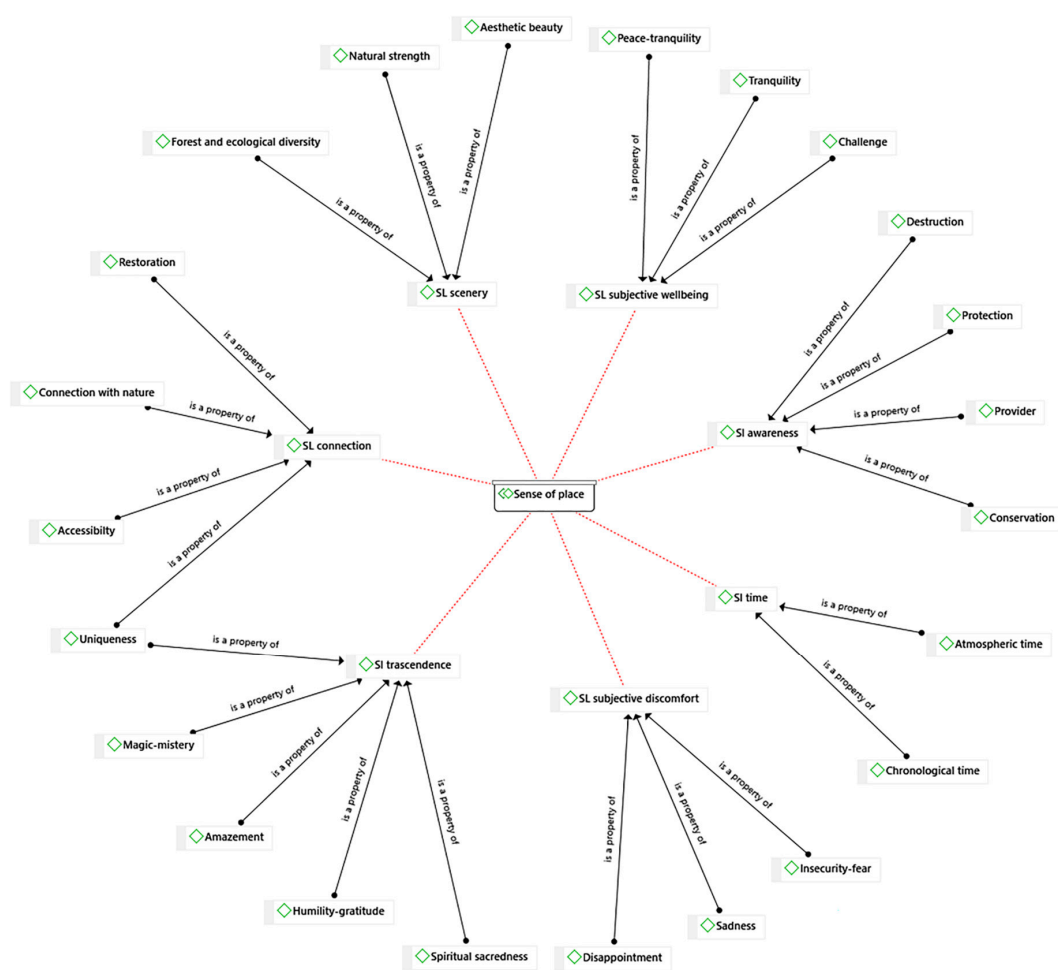 Aesthetic beauty
Peace-tranquility
Natural strength
Tranquility
Forest and ecological diversity
Challenge
is a property of
is a property of
is a property of
is a property of
is a property of
is a property of
Destruction
Restoration
SL scenery
SL subjective wellbeing
Protection
is a property of
is a property of
is a property of
Connection with nature
is a property of
Provider
is a property of
SL connection
SI awareness
is a property of
is a property of
Sense of place
Accessibilty
Conservation
is a property of
SI time
is a property of
Uniqueness
is a property of
Atmospheric time
SI trascendence
is a property of
SL subjective discomfort
is a property of
Magic-mistery
is a property of
Chronological time
is a property of
is a property of
is a property of
is a property of
is a property of
Amazement
Insecurity-fear
Humility-gratitude
Sadness
Spiritual sacredness
Disappointment